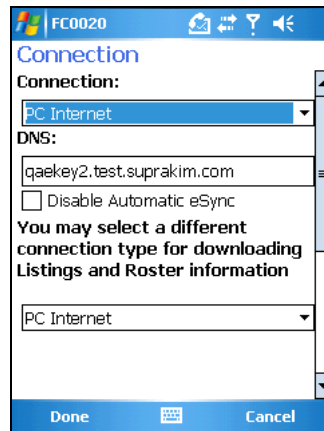 FC0020
Connection
Connection:
PC Internet
DNS:
qaekey2.test.suprakim.com
Disable Automatic eSync
You may select a different
connection type for downloading
Listings and Roster information
PC Internet
Done
Cancel